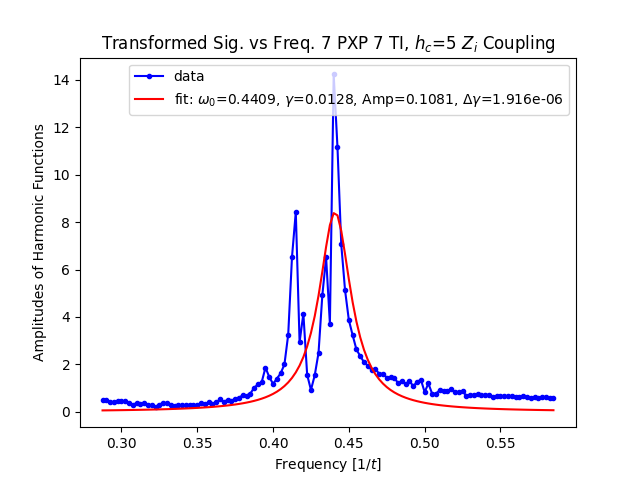 Transformed Sig. vs Freq. 7 PXP 7 TI, $h_c$=5 $Z_i$ Coupling
data
fit: $\omega_0$=0.4409, $\gamma$=0.0128, Amp=0.1081, $\Delta\gamma$=1.916e-06
Amplitudes of Harmonic Functions
14
12
10
8
6
4
2
0
0.30 0.35 0.40 0.45 0.50 0.55
Frequency [1/$t$]